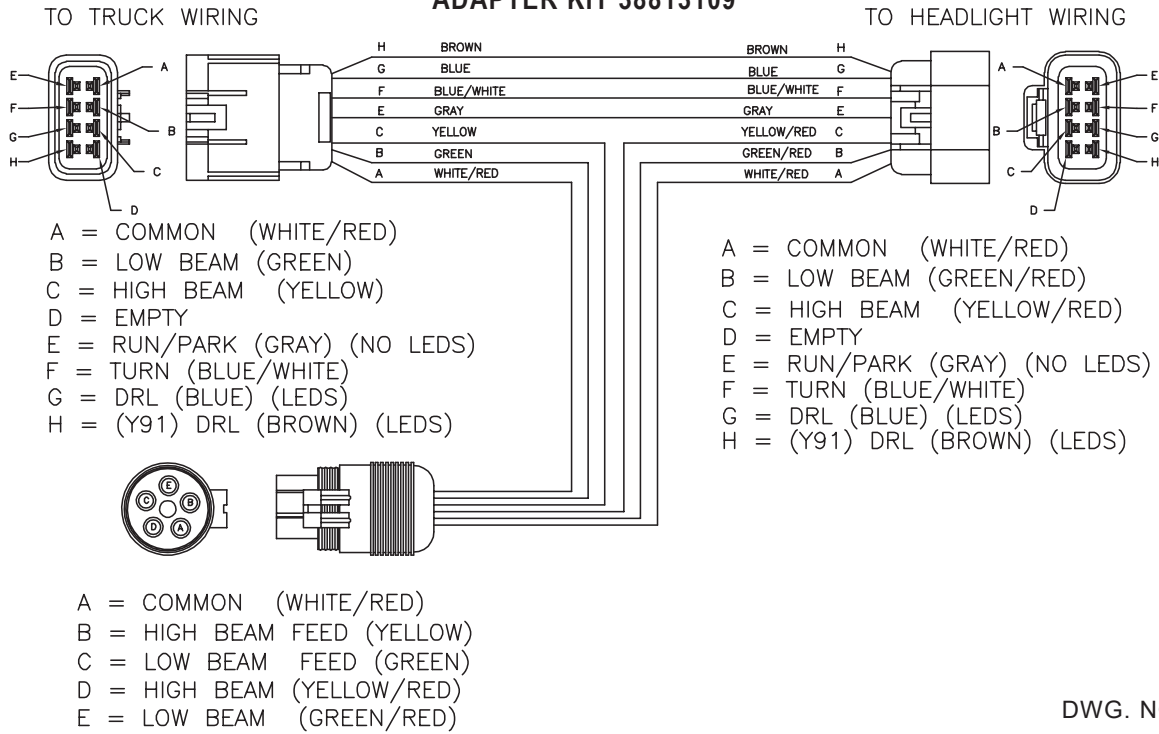 ADAPTER KIT 38813109
TO TRUCK WIRING
TO HEADLIGHT WIRING
H BROWN BROWN H
G BLUE BLUE G
F BLUE/WHITE BLUE/WHITE F
E GRAY GRAY E
C YELLOW YELLOW/RED C
B GREEN GREEN/RED B
A WHITE/RED WHITE/RED A
E
F
G
H
A
B
C
D
A
B
C
D
E
F
G
H
A = COMMON (WHITE/RED)
B = LOW BEAM (GREEN)
C = HIGH BEAM (YELLOW)
D = EMPTY
E = RUN/PARK (GRAY) (NO LEDS)
F = TURN (BLUE/WHITE)
G = DRL (BLUE) (LEDS)
H = (Y91) DRL (BROWN) (LEDS)
A = COMMON (WHITE/RED)
B = LOW BEAM (GREEN/RED)
C = HIGH BEAM (YELLOW/RED)
D = EMPTY
E = RUN/PARK (GRAY) (NO LEDS)
F = TURN (BLUE/WHITE)
G = DRL (BLUE) (LEDS)
H = (Y91) DRL (BROWN) (LEDS)
E
C B
D A
A = COMMON (WHITE/RED)
B = HIGH BEAM FEED (YELLOW)
C = LOW BEAM FEED (GREEN)
D = HIGH BEAM (YELLOW/RED)
E = LOW BEAM (GREEN/RED)
DWG. N